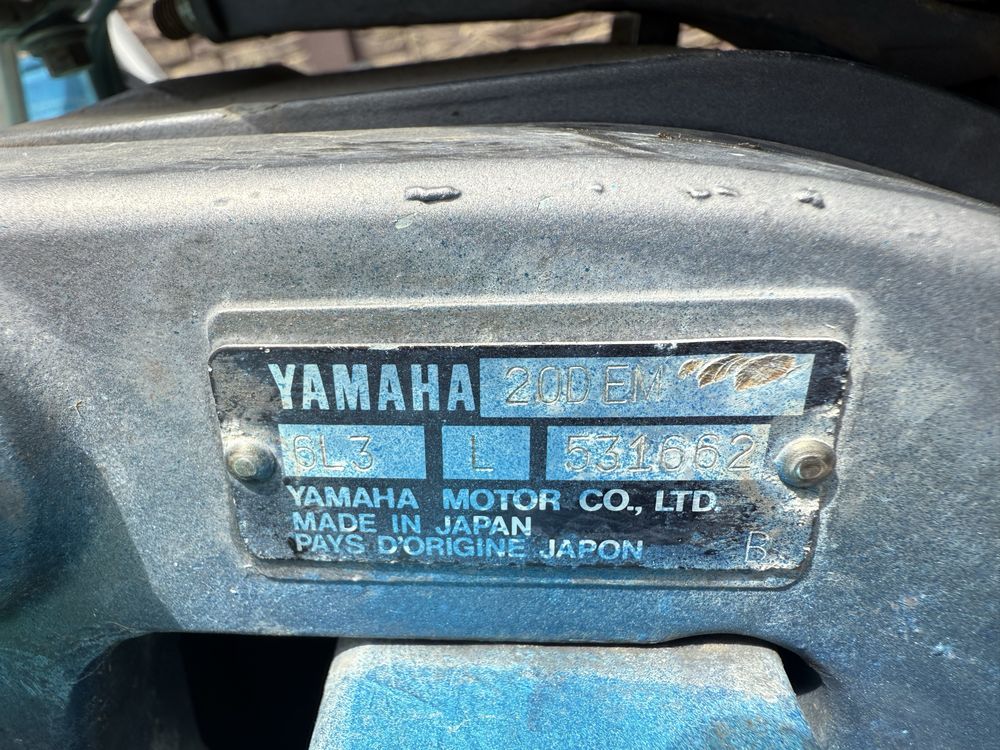 YAMAHA 20DEM
6L3 L 531662
YAMAHA MOTOR CO., LTD.
MADE IN JAPAN
PAYS D'ORIGINE JAPON B